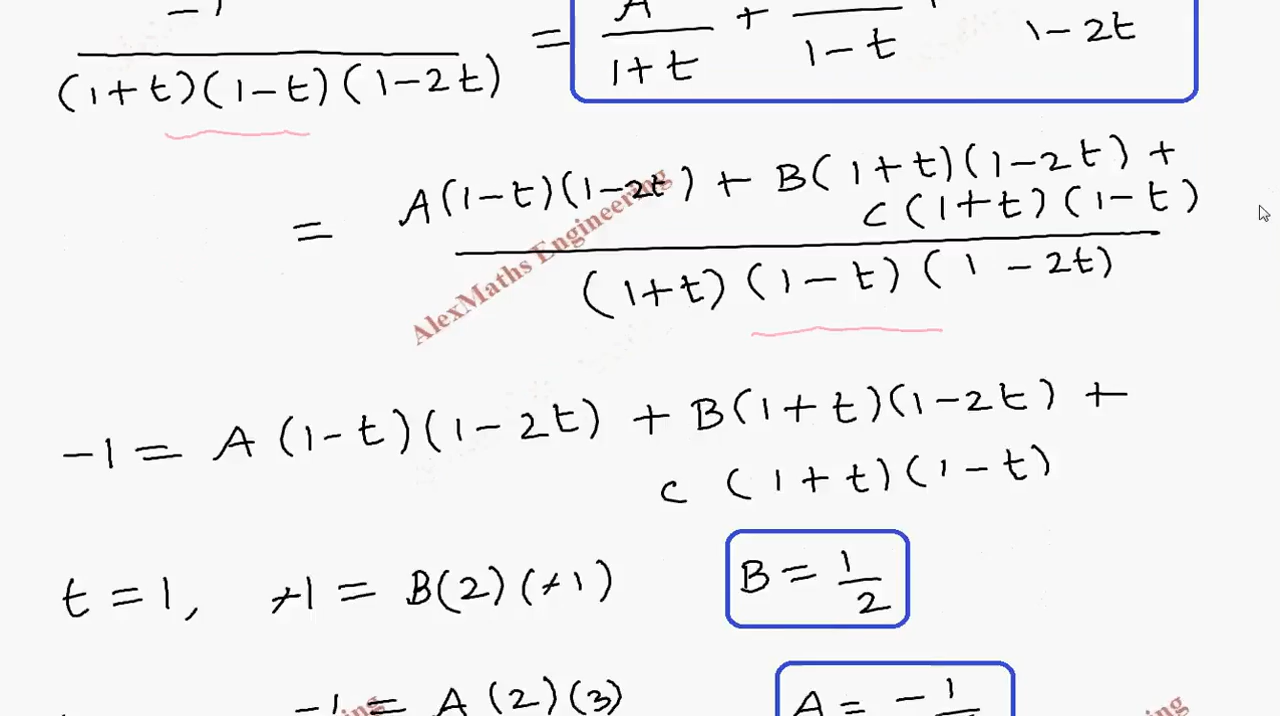 -1
(1+t)(1-t)(1-2t) = A/1+t + /1-t 1-2t
= A(1-t)(1-2t) + B(1+t)(1-2t) +
C(1+t)(1-t)
(1+t)(1-t)(1-2t)
AlexMaths Engineering
-1 = A(1-t)(1-2t) + B(1+t)(1-2t) +
C(1+t)(1-t)
t=1, -1 = B(2)(-1) B = 1/2
-1 = A(2)(3) A = -1/